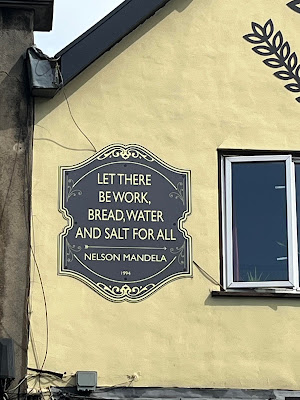 LET THERE
BE WORK,
BREAD, WATER
AND SALT FOR ALL
NELSON MANDELA
1994